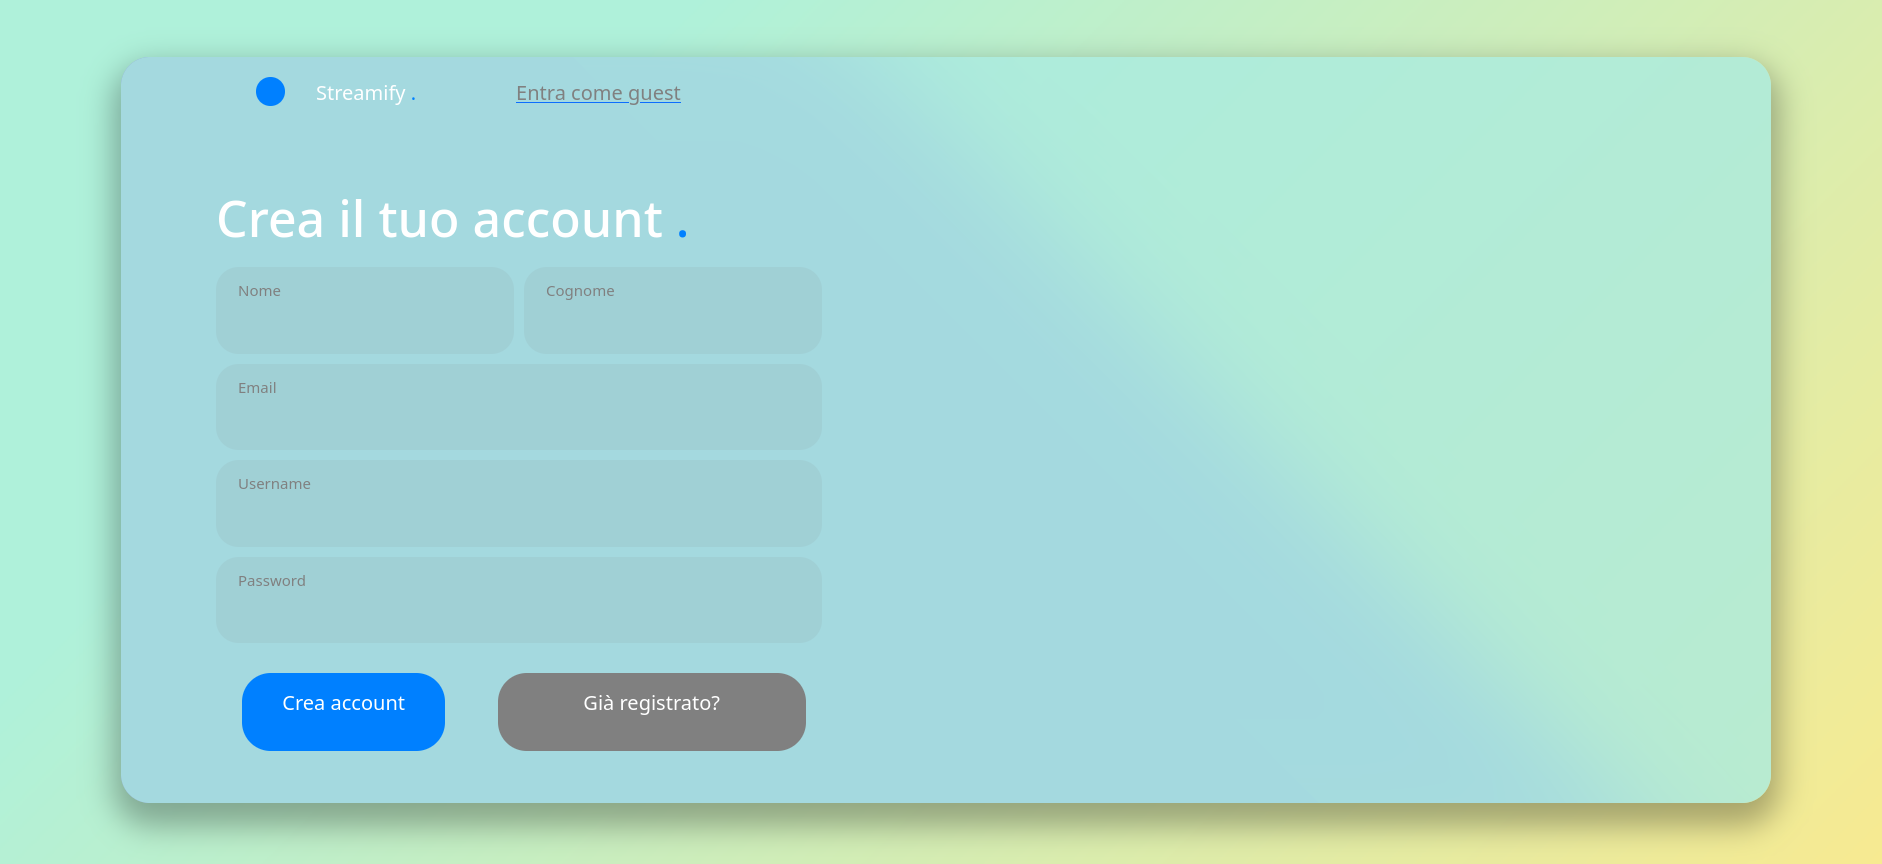 Streamify . Entra come guest
Crea il tuo account .
Nome Cognome
Email
Username
Password
Crea account Già registrato?